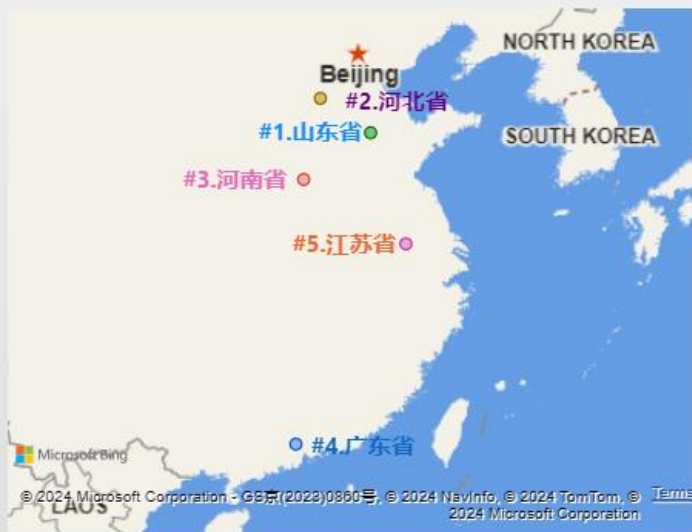 NORTH KOREA
Beijing
#2.河北省
#1.山东省
SOUTH KOREA
#3.河南省
#5.江苏省
#4.广东省
Microsoft Bing
LAOS
© 2024 Microsoft Corporation - GS京(2023)0860号, © 2024 NavInfo, © 2024 TomTom, © 2024 Microsoft Corporation
Terms